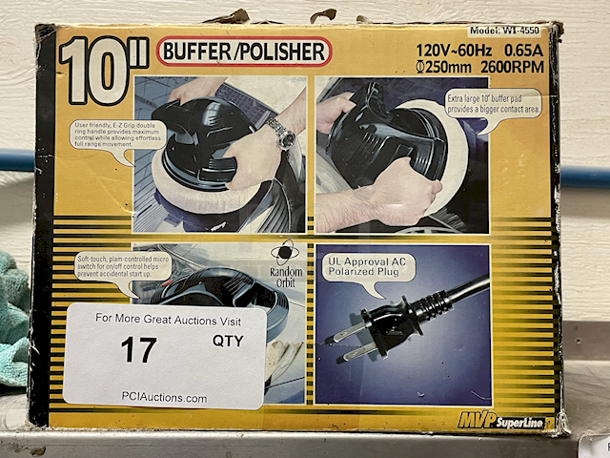 Model: WT-4550
10" BUFFER/POLISHER
120V~60Hz 0.65A
Φ250mm 2600RPM
User friendly, E-Z Grip double
ring handle provides maximum
control while allowing effortless
full range movement.
Extra large 10" buffer pad
provides a bigger contact area.
Soft-touch, plam-controlled micro
switch for on/off control helps
prevent accidental start up.
Random
Orbit
UL Approval AC
Polarized Plug
For More Great Auctions Visit
17 QTY
PCIAuctions.com
MVP SuperLine